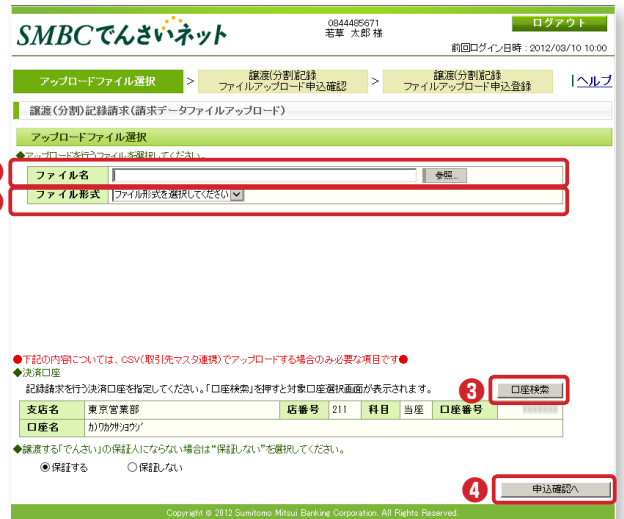 SMBCでんさいネット
0844485671
若草 太郎 様
ログアウト
前回ログイン日時：2012/03/10 10:00
アップロードファイル選択 > 譲渡(分割)記録 ファイルアップロード申込確認 > 譲渡(分割)記録 ファイルアップロード申込登録 | ヘルプ
譲渡(分割)記録請求(請求データファイルアップロード)
アップロードファイル選択
◆アップロードを行うファイルを選択してください。
ファイル名 参照...
ファイル形式 ファイル形式を選択してください
●下記の内容については、CSV(取引先マスタ連携)でアップロードする場合のみ必要な項目です●
◆決済口座
記録請求を行う決済口座を指定してください。「口座検索」を押すと対象口座選択画面が表示されます。
3 口座検索
支店名 東京営業部 店番号 211 科目 当座 口座番号
口座名 カ)ワカクサシヨウジ
◆譲渡する「でんさい」の保証人にならない場合は“保証しない”を選択してください。
保証する 保証しない
4 申込確認へ
Copyright © 2012 Sumitomo Mitsui Banking Corporation. All Rights Reserved.